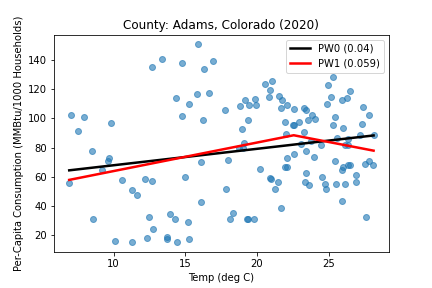 County: Adams, Colorado (2020)
PW0 (0.04)
PW1 (0.059)
Per-Capita Consumption (MMBtu/1000 Households)
140
120
100
80
60
40
20
10
15
20
25
Temp (deg C)